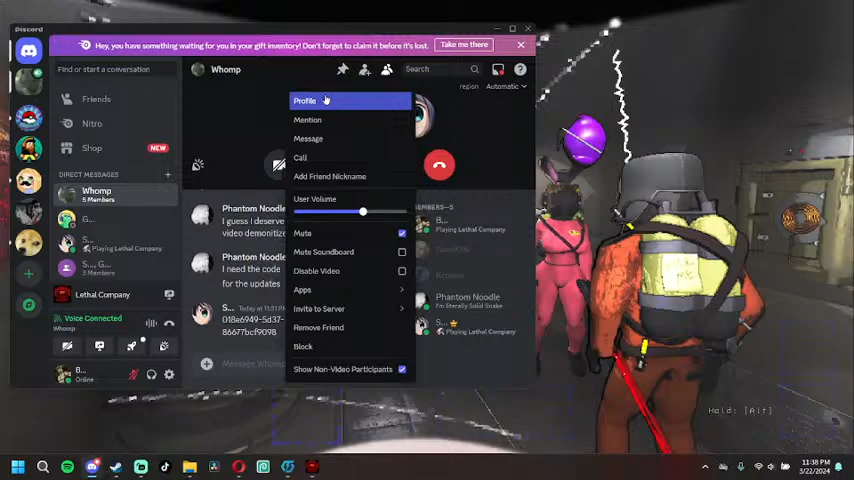 Discord
Hey, you have something waiting for you in your gift inventory! Don't forget to claim it before it's lost.
Take me there
Find or start a conversation
Whomp
Search
region
Automatic
Friends
Nitro
Shop
NEW
DIRECT MESSAGES
Whomp
5 Members
G...
S...
Playing Lethal Company
S..., G...
3 Members
Lethal Company
Voice Connected
Whomp
B...
Online
Profile
Mention
Message
Call
Add Friend Nickname
User Volume
Mute
Mute Soundboard
Disable Video
Apps
Invite to Server
Remove Friend
Block
Show Non-Video Participants
Phantom Noodle
I guess I deserve
video demonitiz
Phantom Noodle
I need the code
for the updates
S... Today at 11:31 PM
018e6949-5d37-
86677bcf9098
Message Whomp
MEMBERS—5
B...
Playing Lethal Company
Phantom Noodle
I'm literally Solid Snake
S...
Playing Lethal Company
Hold: [Alt]
11:38 PM
3/22/2024